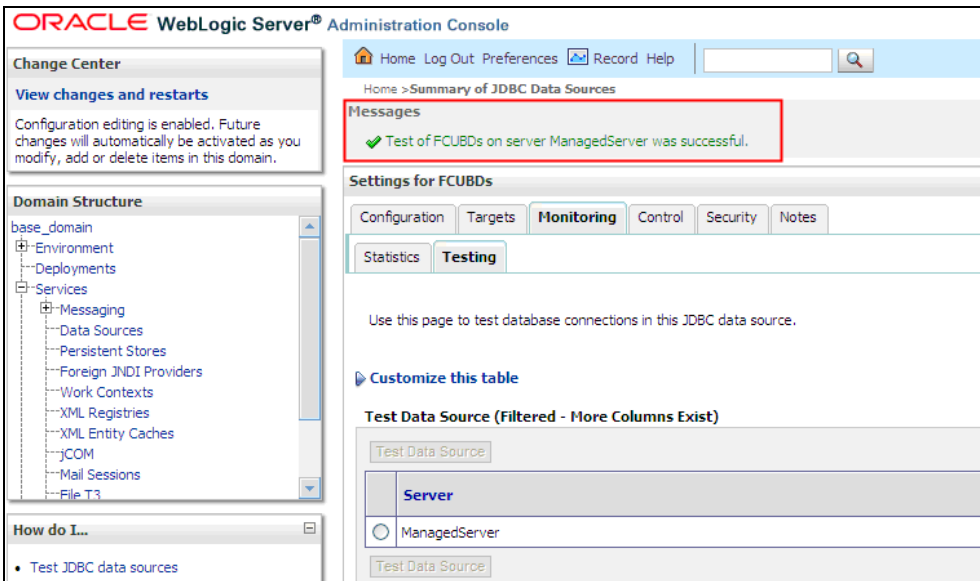 ORACLE WebLogic Server® Administration Console
Change Center
View changes and restarts
Configuration editing is enabled. Future
changes will automatically be activated as you
modify, add or delete items in this domain.
Domain Structure
base_domain
Environment
Deployments
Services
Messaging
Data Sources
Persistent Stores
Foreign JNDI Providers
Work Contexts
XML Registries
XML Entity Caches
jCOM
Mail Sessions
File T3
How do I...
Test JDBC data sources
Home Log Out Preferences Record Help
Home >Summary of JDBC Data Sources
Messages
Test of FCUBDs on server ManagedServer was successful.
Settings for FCUBDs
Configuration Targets Monitoring Control Security Notes
Statistics Testing
Use this page to test database connections in this JDBC data source.
Customize this table
Test Data Source (Filtered - More Columns Exist)
Test Data Source
Server
ManagedServer
Test Data Source